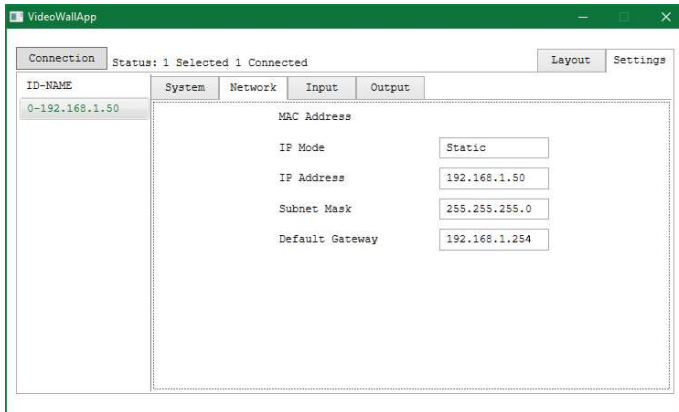 VideoWallApp
Connection Status: 1 Selected 1 Connected Layout Settings
ID-NAME System Network Input Output
0-192.168.1.50
MAC Address
IP Mode Static
IP Address 192.168.1.50
Subnet Mask 255.255.255.0
Default Gateway 192.168.1.254